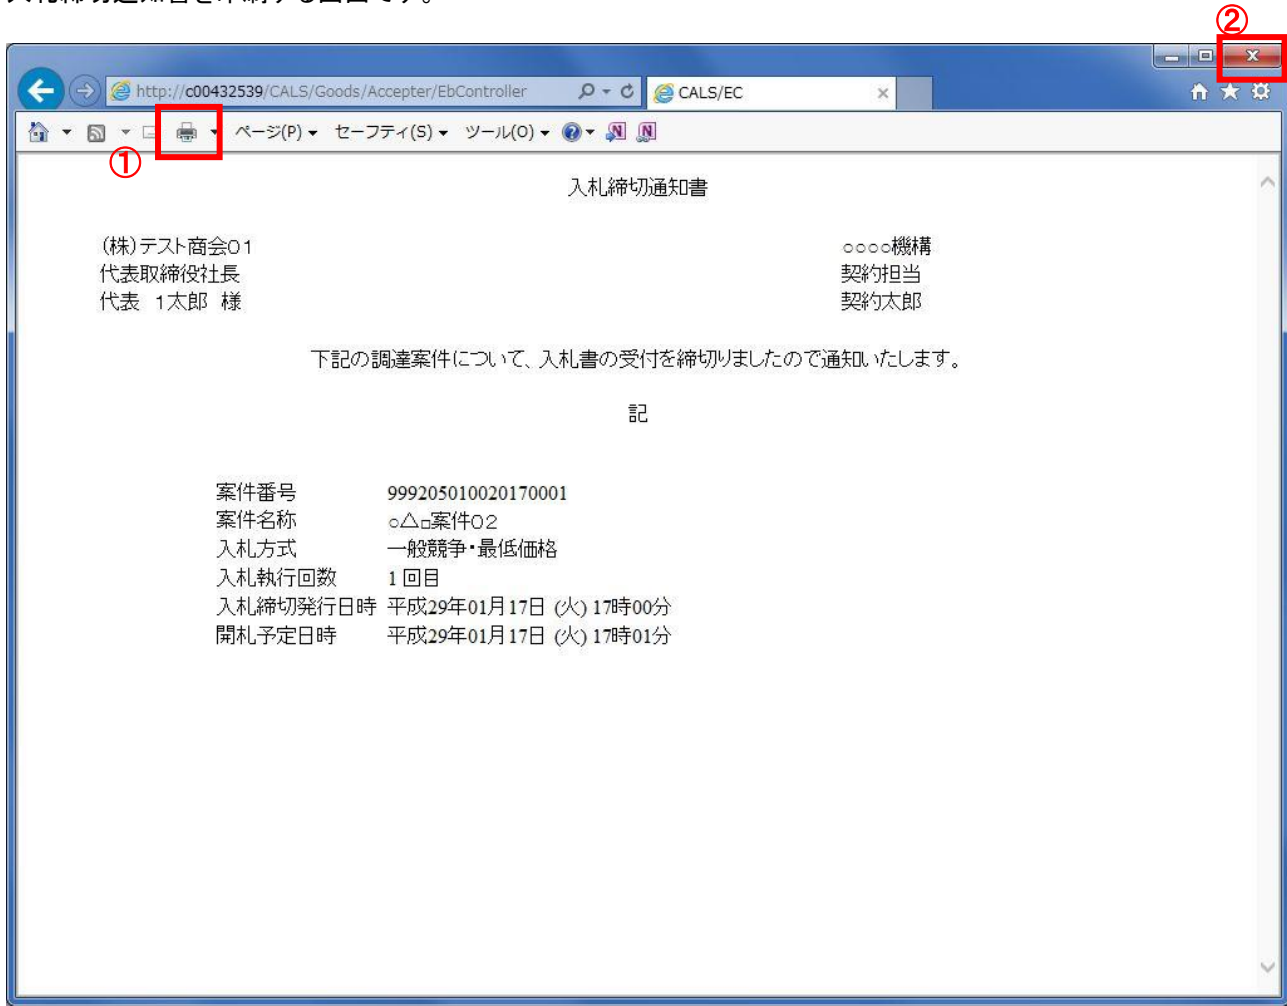 ②
http://c00432539/CALS/Goods/Accepter/EbController
CALS/EC
ページ(P) セーフティ(S) ツール(O)
①
入札締切通知書
(株)テスト商会01 ○○○○機構
代表取締役社長 契約担当
代表 1太郎 様 契約太郎
下記の調達案件について、入札書の受付を締切りましたので通知いたします。
記
案件番号 999205010020170001
案件名称 ○△□案件02
入札方式 一般競争・最低価格
入札執行回数 1 回目
入札締切発行日時 平成29年01月17日 (火) 17時00分
開札予定日時 平成29年01月17日 (火) 17時01分